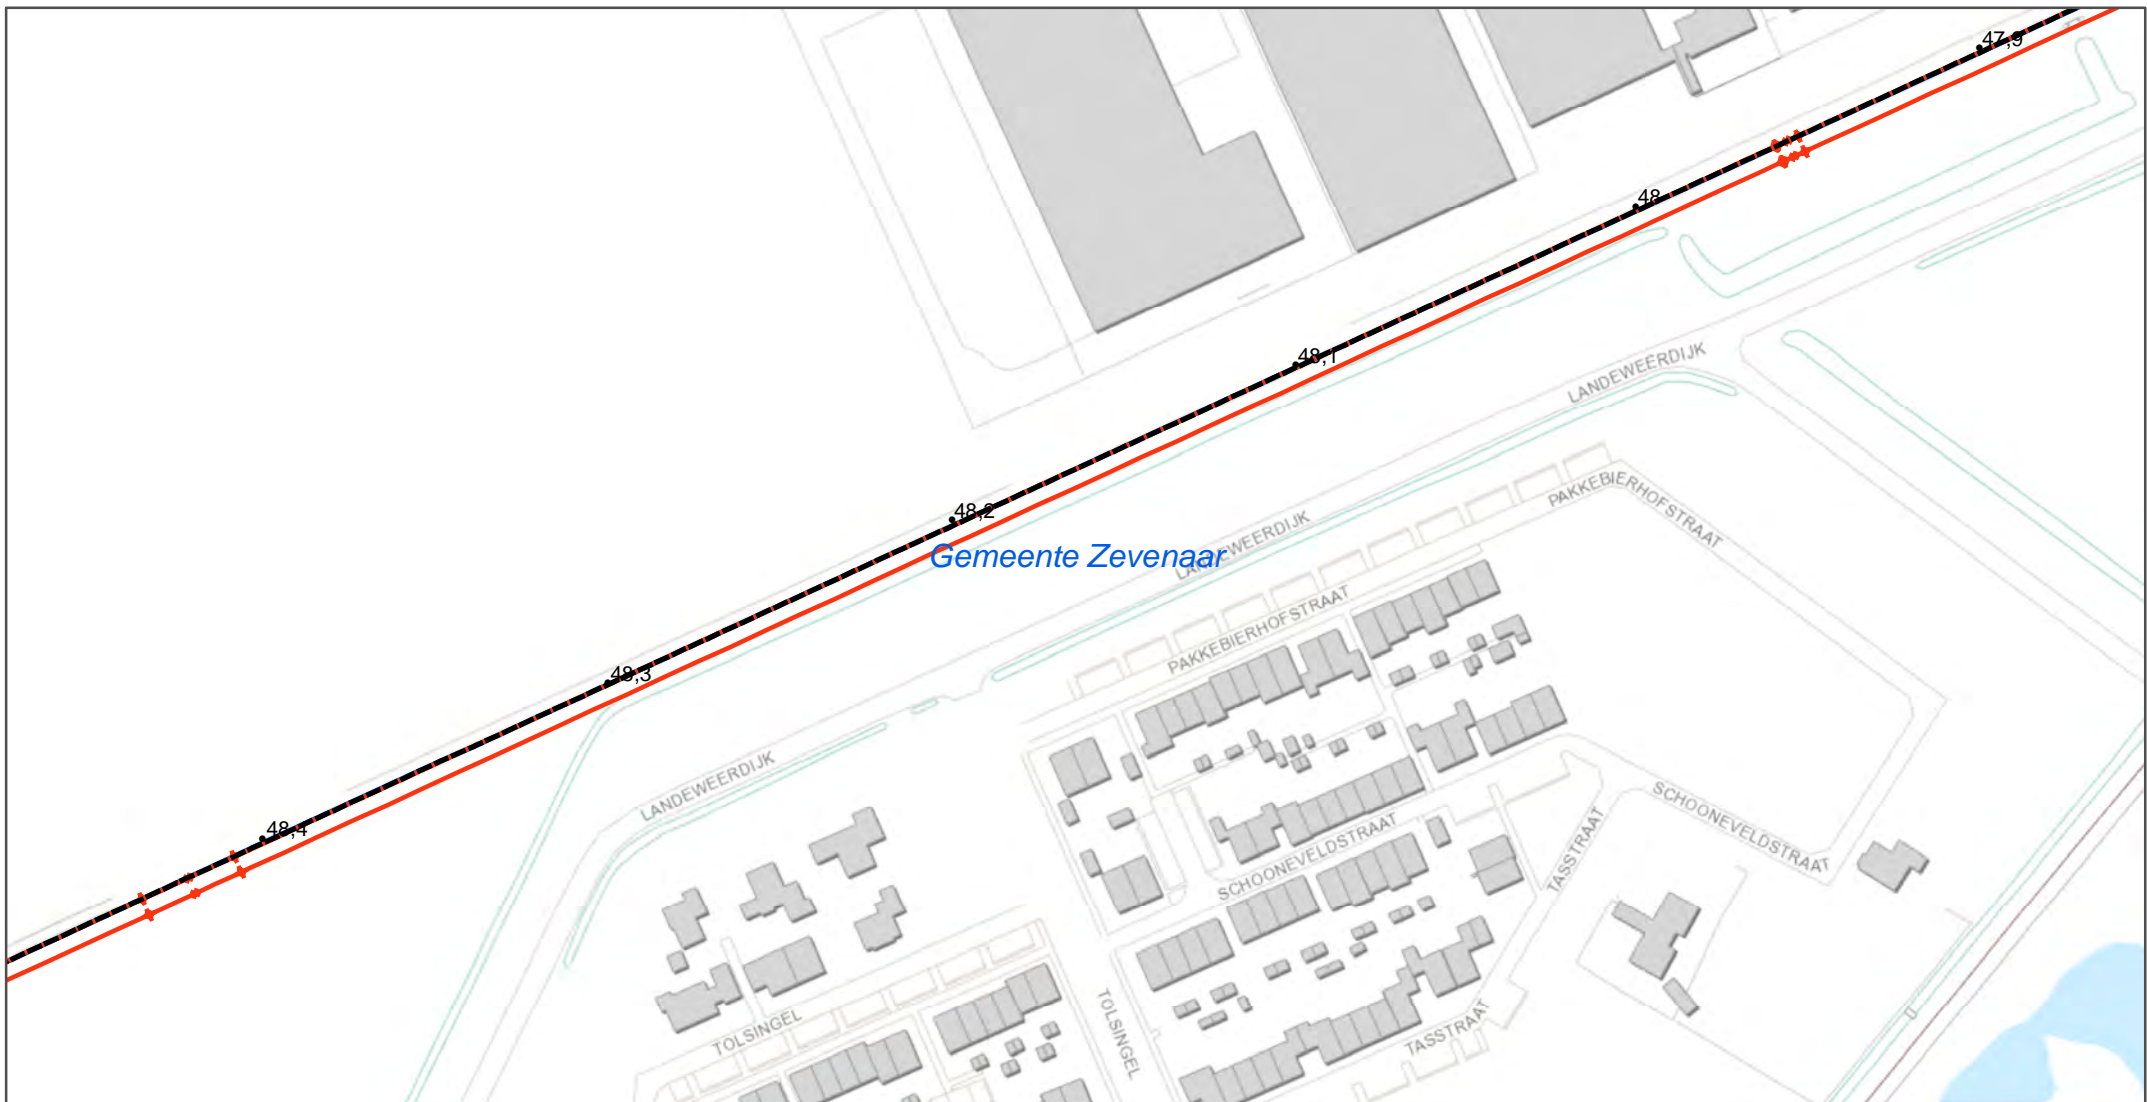 47,9
48
48,1
LANDEWEERDIJK
PAKKEBIERHOFSTRAAT
48,2
LANDEWEERDIJK
Gemeente Zevenaar
PAKKEBIERHOFSTRAAT
48,3
LANDEWEERDIJK
SCHOONEVELDSTRAAT
48,4
SCHOONEVELDSTRAAT
TASSTRAAT
TOLSINGEL
TOLSINGEL
TASSTRAAT